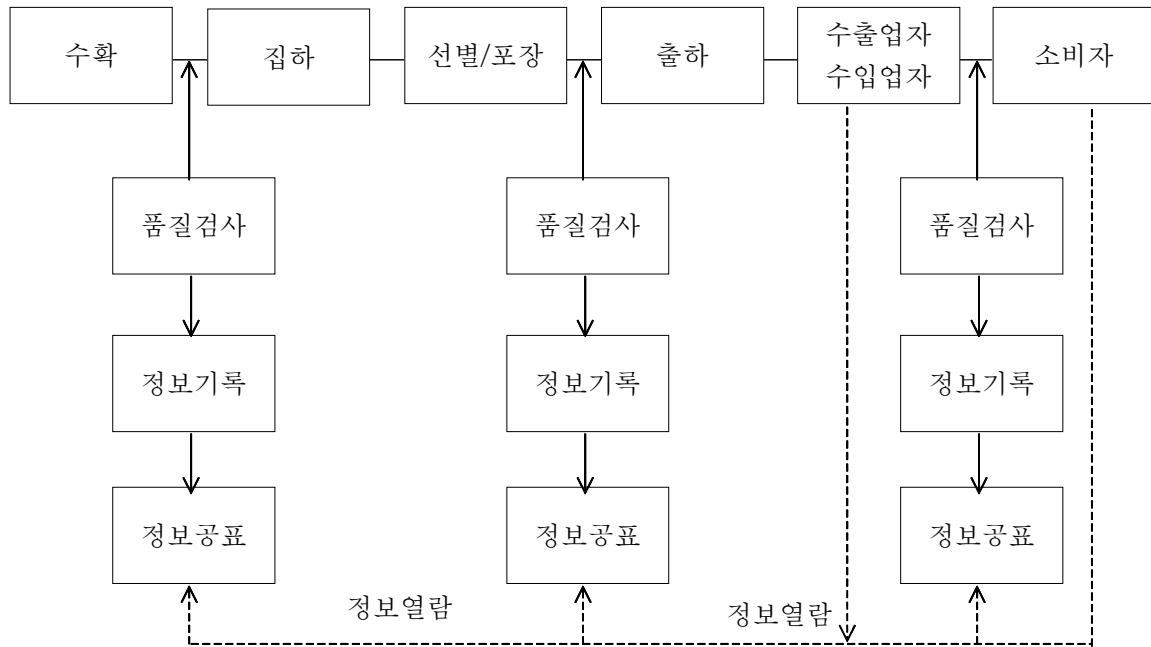 수확
집하
선별/포장
출하
수출업자
수입업자
소비자
품질검사
품질검사
품질검사
정보기록
정보기록
정보기록
정보공표
정보공표
정보공표
정보열람
정보열람